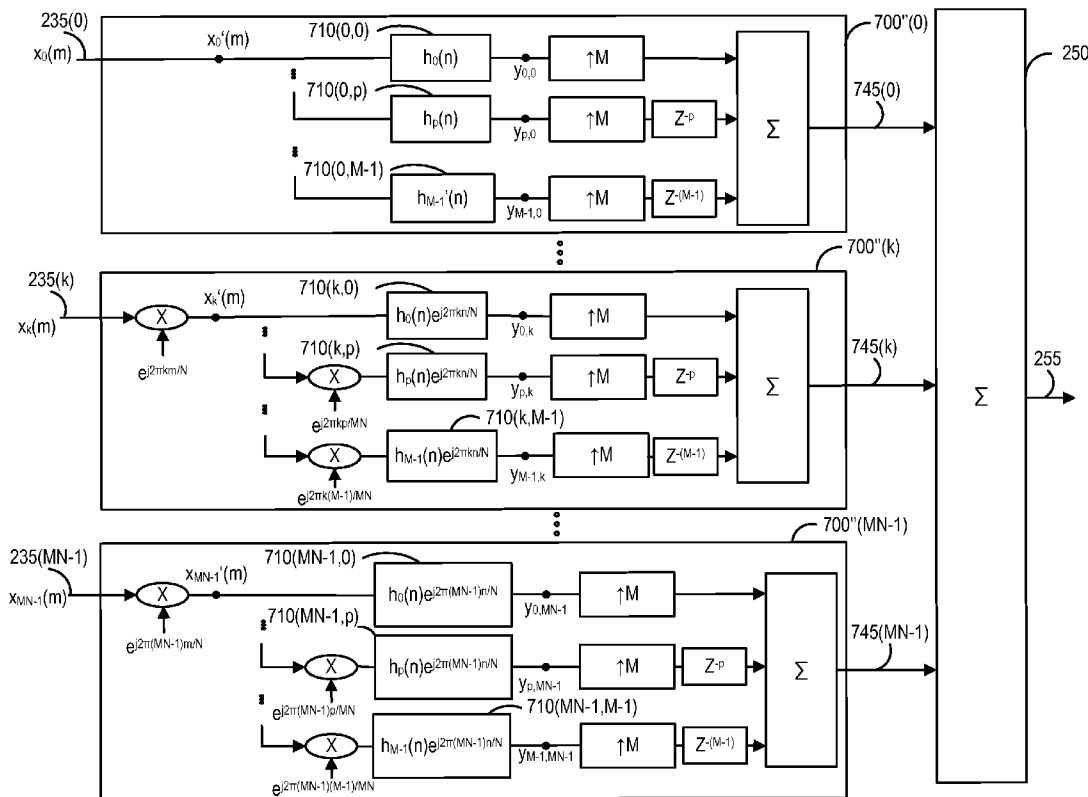 235(0)
x0(m)
x0'(m)
710(0,0)
h0(n)
y0,0
↑M
700"(0)
250
710(0,p)
hp(n)
yp,0
↑M
Z-p
Σ
745(0)
710(0,M-1)
hM-1'(n)
yM-1,0
↑M
Z-(M-1)
700"(k)
235(k)
xk(m)
X
ej2πkm/N
xk'(m)
710(k,0)
h0(n)ej2πkn/N
y0,k
↑M
710(k,p)
X
ej2πkp/MN
hp(n)ej2πkn/N
yp,k
↑M
Z-p
Σ
745(k)
Σ
255
710(k,M-1)
X
ej2πk(M-1)/MN
hM-1(n)ej2πkn/N
yM-1,k
↑M
Z-(M-1)
700"(MN-1)
235(MN-1)
xMN-1(m)
X
ej2π(MN-1)m/N
xMN-1'(m)
710(MN-1,0)
h0(n)ej2π(MN-1)n/N
y0,MN-1
↑M
710(MN-1,p)
X
ej2π(MN-1)p/MN
hp(n)ej2π(MN-1)n/N
yp,MN-1
↑M
Z-p
Σ
745(MN-1)
710(MN-1,M-1)
X
ej2π(MN-1)(M-1)/MN
hM-1(n)ej2π(MN-1)n/N
yM-1,MN-1
↑M
Z-(M-1)